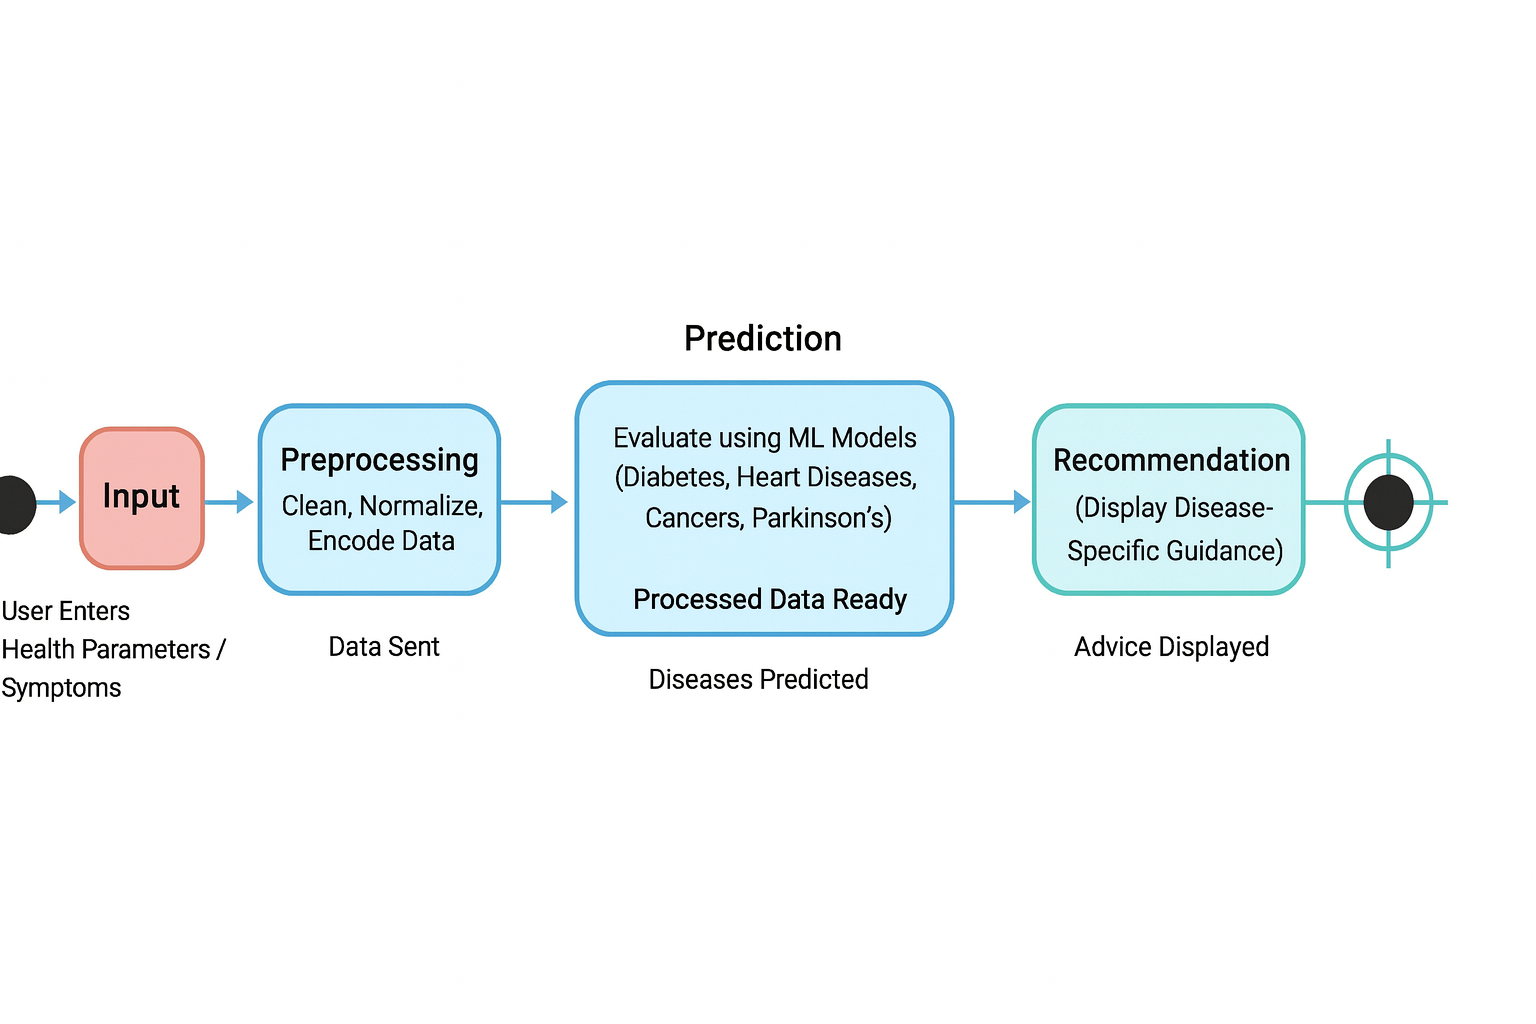 Prediction
Input
Preprocessing
Clean, Normalize,
Encode Data
Evaluate using ML Models
(Diabetes, Heart Diseases,
Cancers, Parkinson's)
Processed Data Ready
Recommendation
(Display Disease-
Specific Guidance)
User Enters
Health Parameters /
Symptoms
Data Sent
Diseases Predicted
Advice Displayed